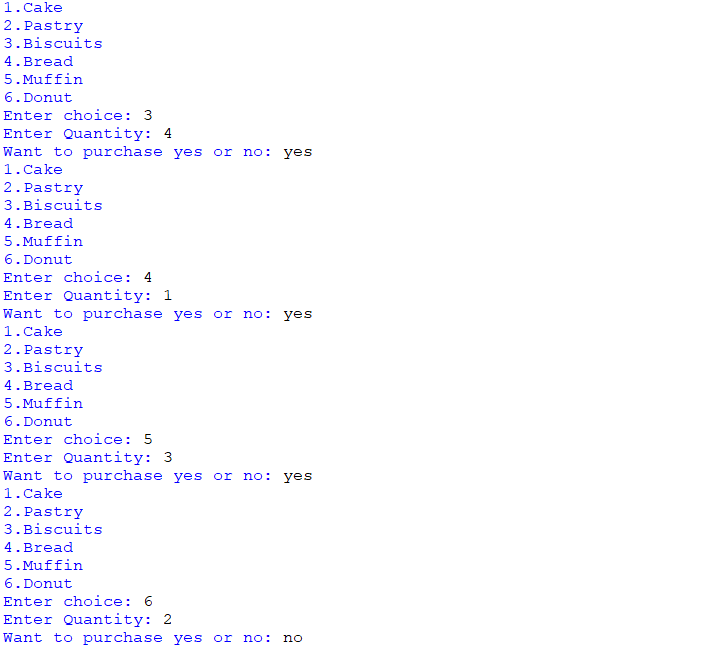 1.Cake
2.Pastry
3.Biscuits
4.Bread
5.Muffin
6.Donut
Enter choice: 3
Enter Quantity: 4
Want to purchase yes or no: yes
1.Cake
2.Pastry
3.Biscuits
4.Bread
5.Muffin
6.Donut
Enter choice: 4
Enter Quantity: 1
Want to purchase yes or no: yes
1.Cake
2.Pastry
3.Biscuits
4.Bread
5.Muffin
6.Donut
Enter choice: 5
Enter Quantity: 3
Want to purchase yes or no: yes
1.Cake
2.Pastry
3.Biscuits
4.Bread
5.Muffin
6.Donut
Enter choice: 6
Enter Quantity: 2
Want to purchase yes or no: no